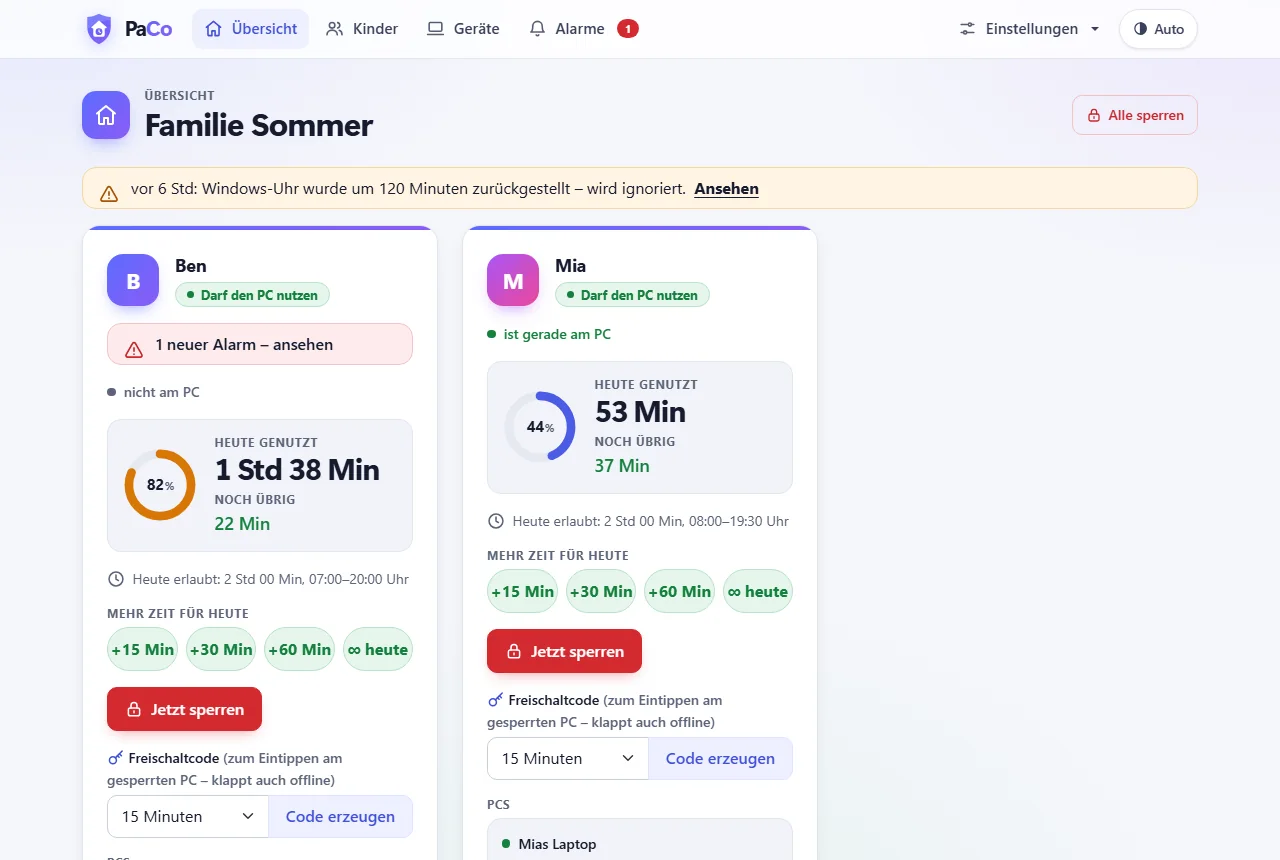 PaCo
Übersicht
Kinder
Geräte
Alarme
1
Einstellungen
Auto
ÜBERSICHT
Familie Sommer
Alle sperren
vor 6 Std: Windows-Uhr wurde um 120 Minuten zurückgestellt – wird ignoriert. Ansehen
B
Ben
Darf den PC nutzen
1 neuer Alarm – ansehen
nicht am PC
82%
HEUTE GENUTZT
1 Std 38 Min
NOCH ÜBRIG
22 Min
Heute erlaubt: 2 Std 00 Min, 07:00–20:00 Uhr
MEHR ZEIT FÜR HEUTE
+15 Min
+30 Min
+60 Min
∞ heute
Jetzt sperren
Freischaltcode (zum Eintippen am
gesperrten PC – klappt auch offline)
15 Minuten
Code erzeugen
PCS
M
Mia
Darf den PC nutzen
ist gerade am PC
44%
HEUTE GENUTZT
53 Min
NOCH ÜBRIG
37 Min
Heute erlaubt: 2 Std 00 Min, 08:00–19:30 Uhr
MEHR ZEIT FÜR HEUTE
+15 Min
+30 Min
+60 Min
∞ heute
Jetzt sperren
Freischaltcode (zum Eintippen am
gesperrten PC – klappt auch offline)
15 Minuten
Code erzeugen
PCS
Mias Laptop